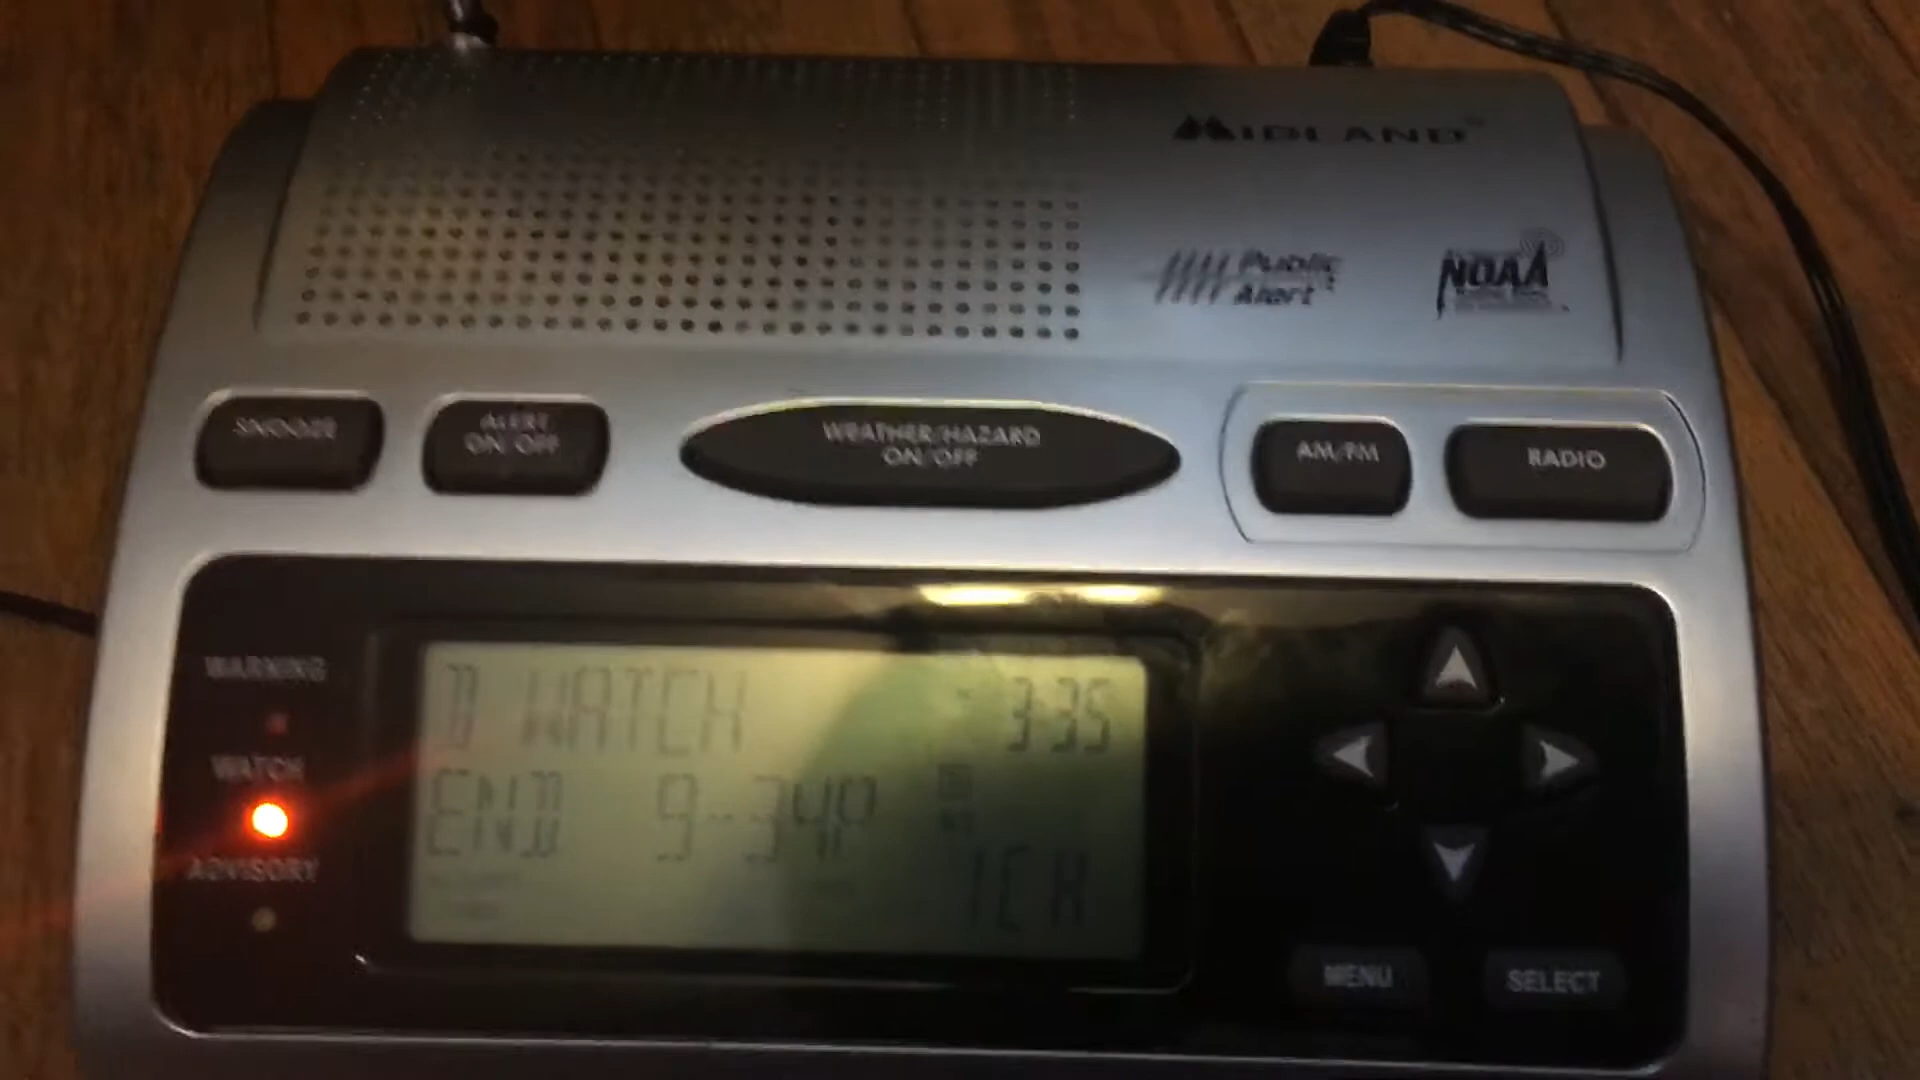 MIDLAND
Public
Alert
NOAA
SNOOZE
ALERT
ON/OFF
WEATHER/HAZARD
ON/OFF
AM/FM
RADIO
WARNING
WATCH
ADVISORY
D WATCH
3:35
END 9:34P
1CH
MENU
SELECT